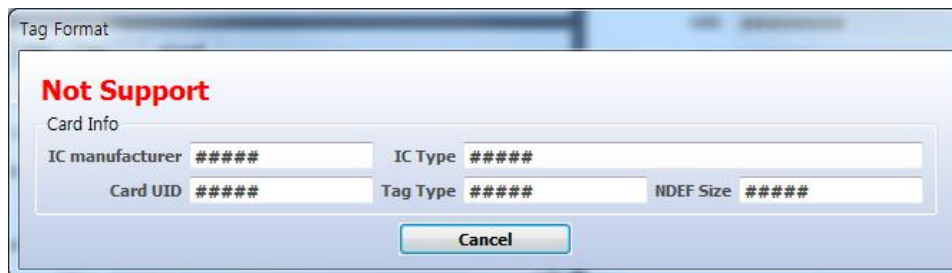 Tag Format
Not Support
Card Info
IC manufacturer ##### IC Type #####
Card UID ##### Tag Type ##### NDEF Size #####
Cancel